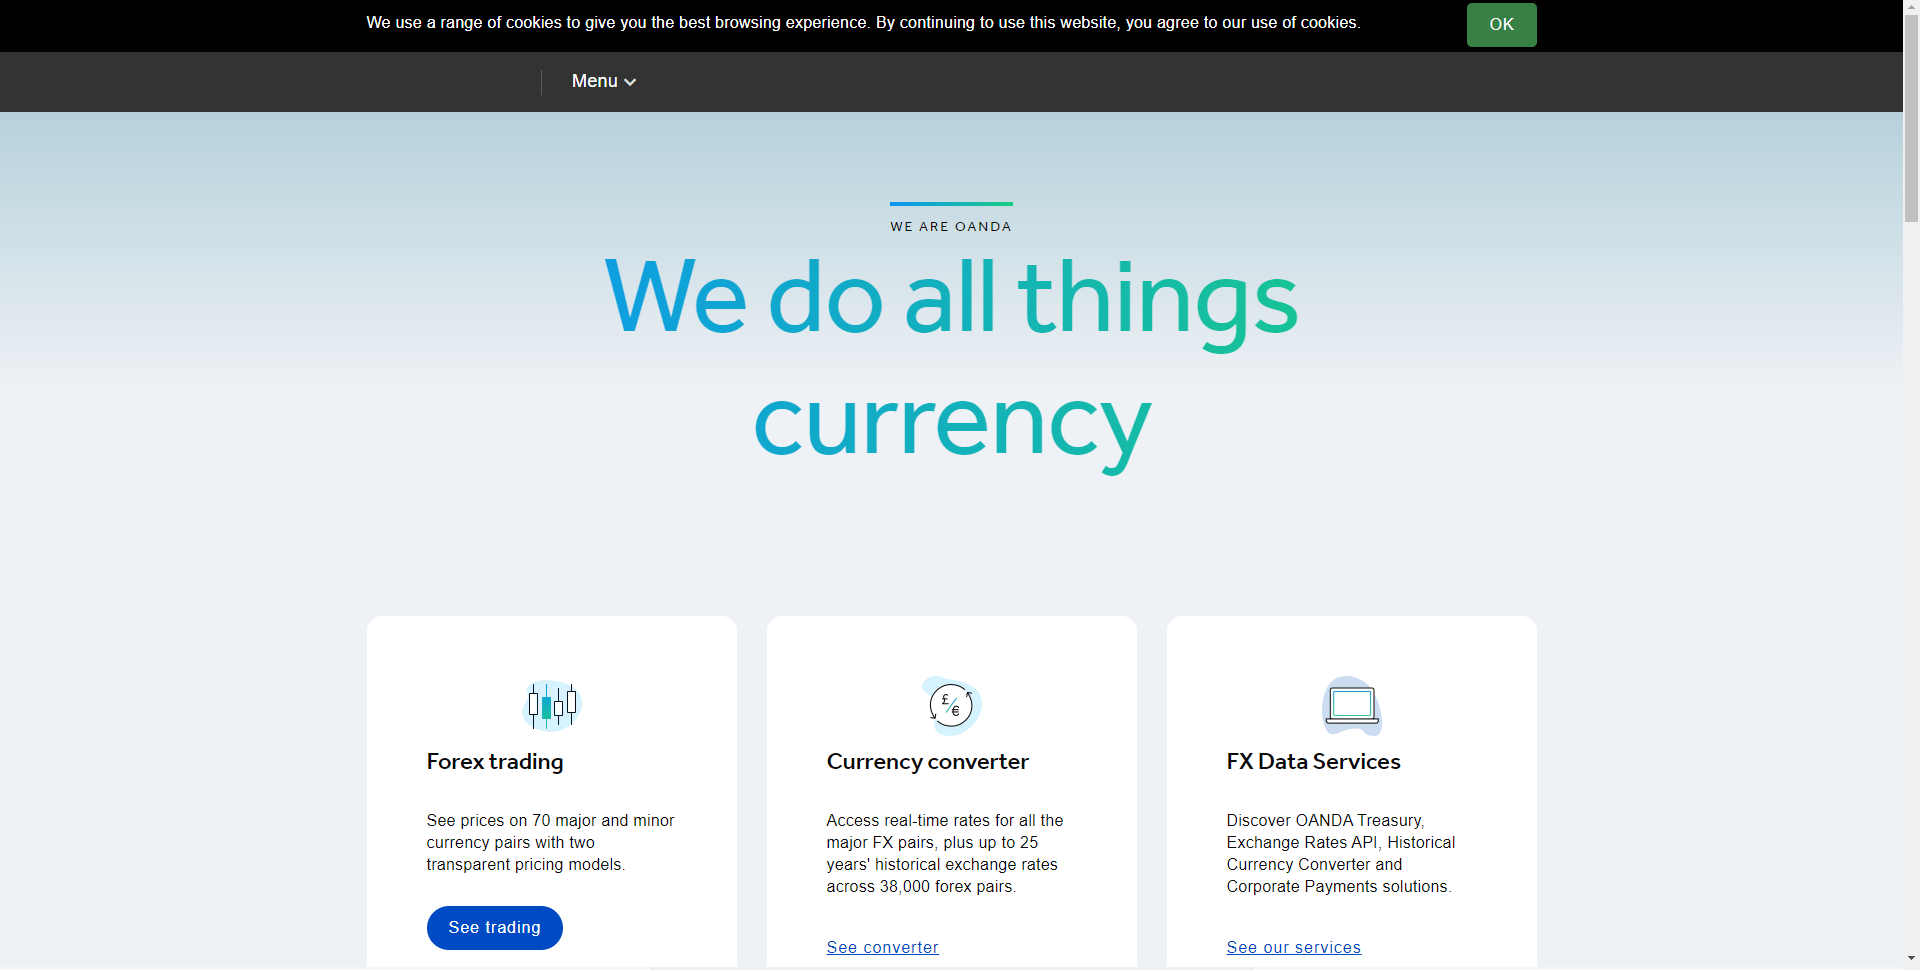 We use a range of cookies to give you the best browsing experience. By continuing to use this website, you agree to our use of cookies.
OK
Menu
WE ARE OANDA
We do all things
currency
£
€
Forex trading
See prices on 70 major and minor
currency pairs with two
transparent pricing models.
See trading
Currency converter
Access real-time rates for all the
major FX pairs, plus up to 25
years' historical exchange rates
across 38,000 forex pairs.
See converter
FX Data Services
Discover OANDA Treasury,
Exchange Rates API, Historical
Currency Converter and
Corporate Payments solutions.
See our services